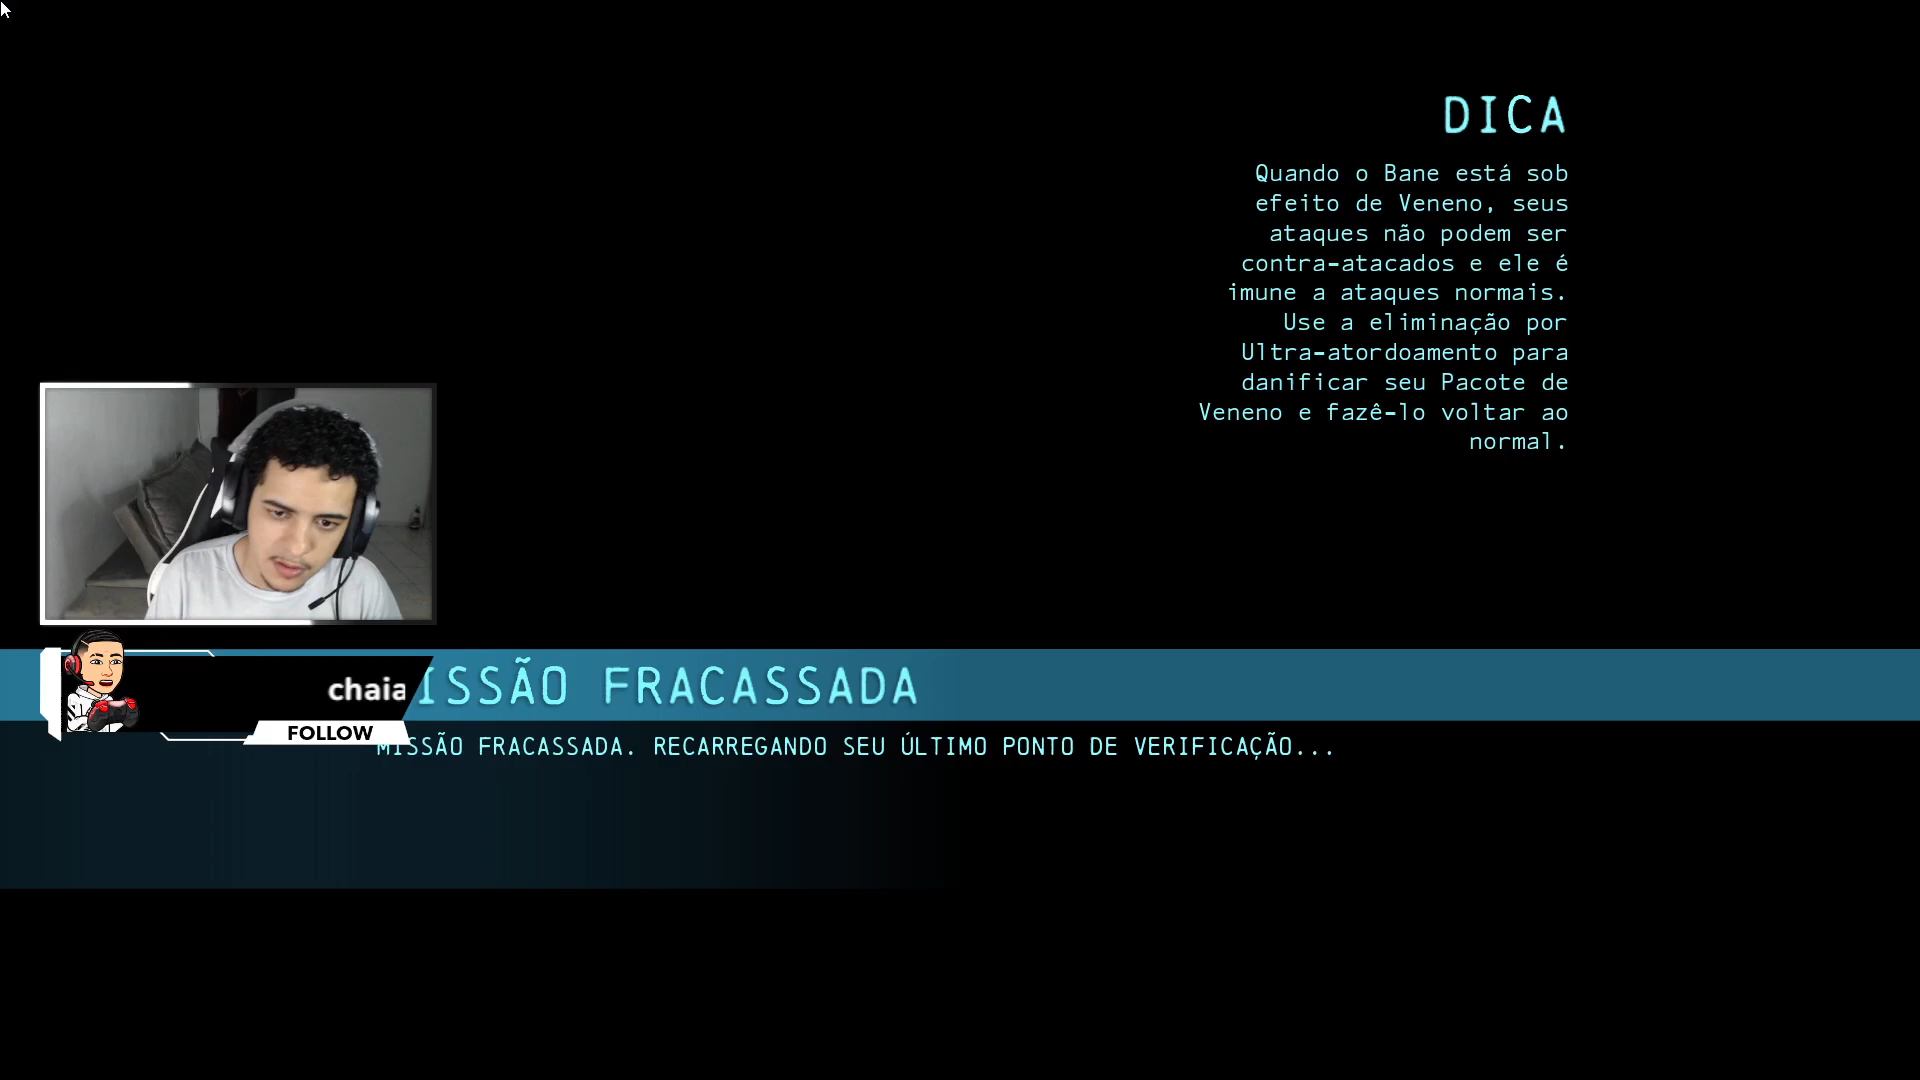 DICA
Quando o Bane está sob
efeito de Veneno, seus
ataques não podem ser
contra-atacados e ele é
imune a ataques normais.
Use a eliminação por
Ultra-atordoamento para
danificar seu Pacote de
Veneno e fazê-lo voltar ao
normal.
ISSÃO FRACASSADA
chaia
FOLLOW
MISSÃO FRACASSADA. RECARREGANDO SEU ÚLTIMO PONTO DE VERIFICAÇÃO...